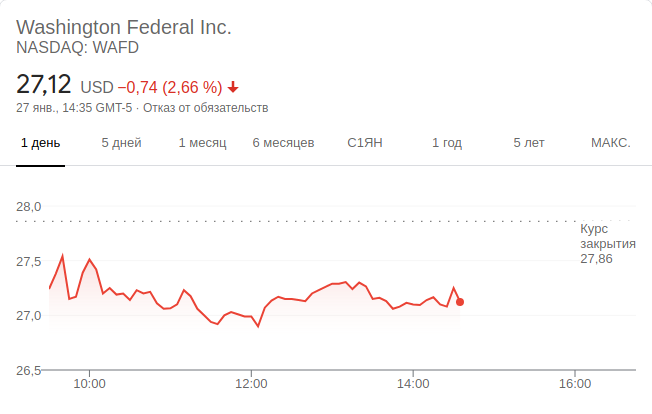 Washington Federal Inc.
NASDAQ: WAFD
27,12 USD −0,74 (2,66 %)
27 янв., 14:35 GMT-5 · Отказ от обязательств
1 день 5 дней 1 месяц 6 месяцев С1ЯН 1 год 5 лет МАКС.
28,0
Курс
закрытия
27,86
27,5
27,0
26,5
10:00 12:00 14:00 16:00